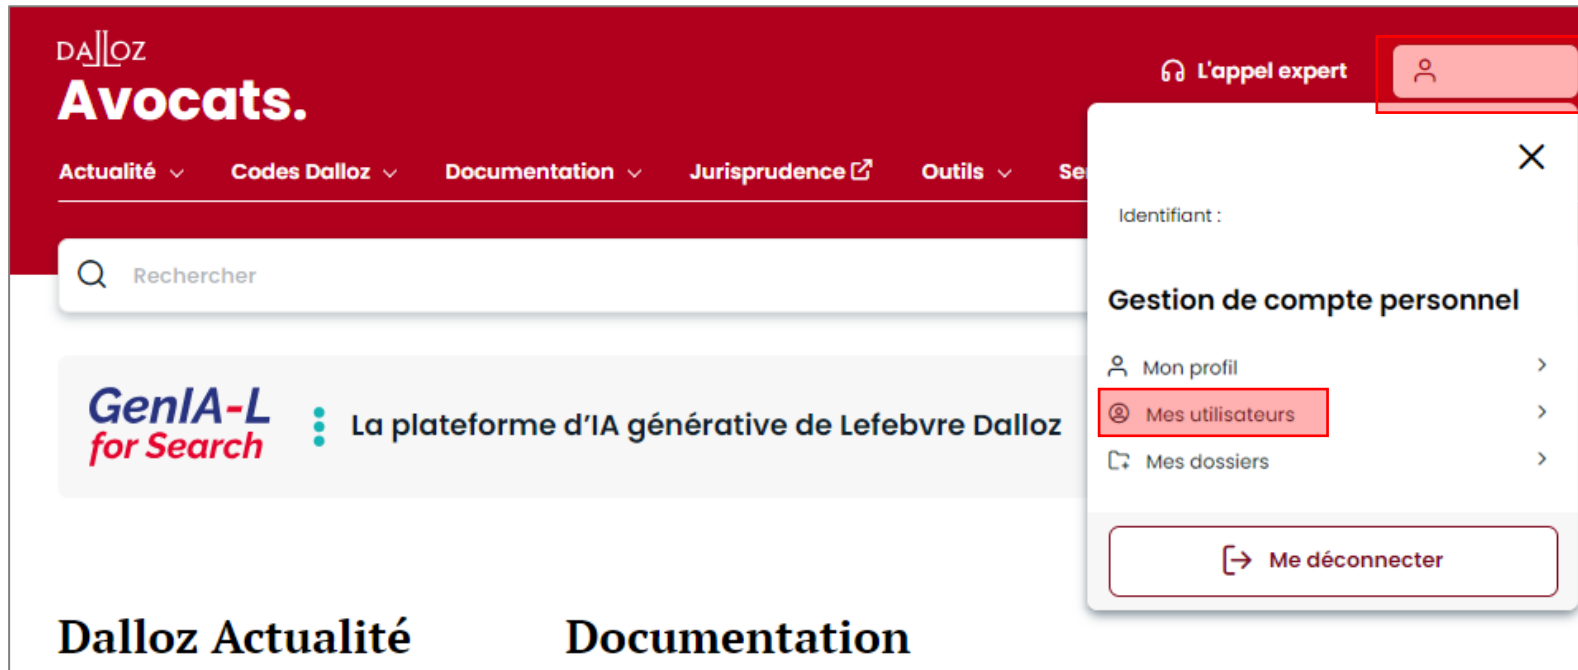 DALLOZ
Avocats.
L'appel expert
Actualité
Codes Dalloz
Documentation
Jurisprudence
Outils
Identifiant :
Rechercher
Gestion de compte personnel
Mon profil
Mes utilisateurs
Mes dossiers
GenIA-L
for Search
La plateforme d'IA générative de Lefebvre Dalloz
Me déconnecter
Dalloz Actualité
Documentation